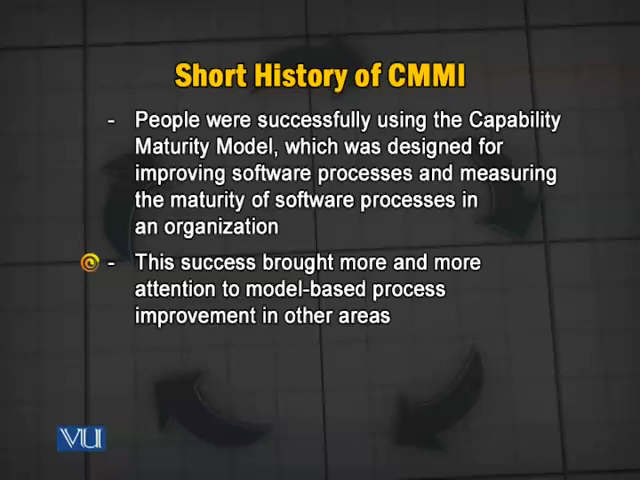 Short History of CMMI
- People were successfully using the Capability
Maturity Model, which was designed for
improving software processes and measuring
the maturity of software processes in
an organization
- This success brought more and more
attention to model-based process
improvement in other areas
VU